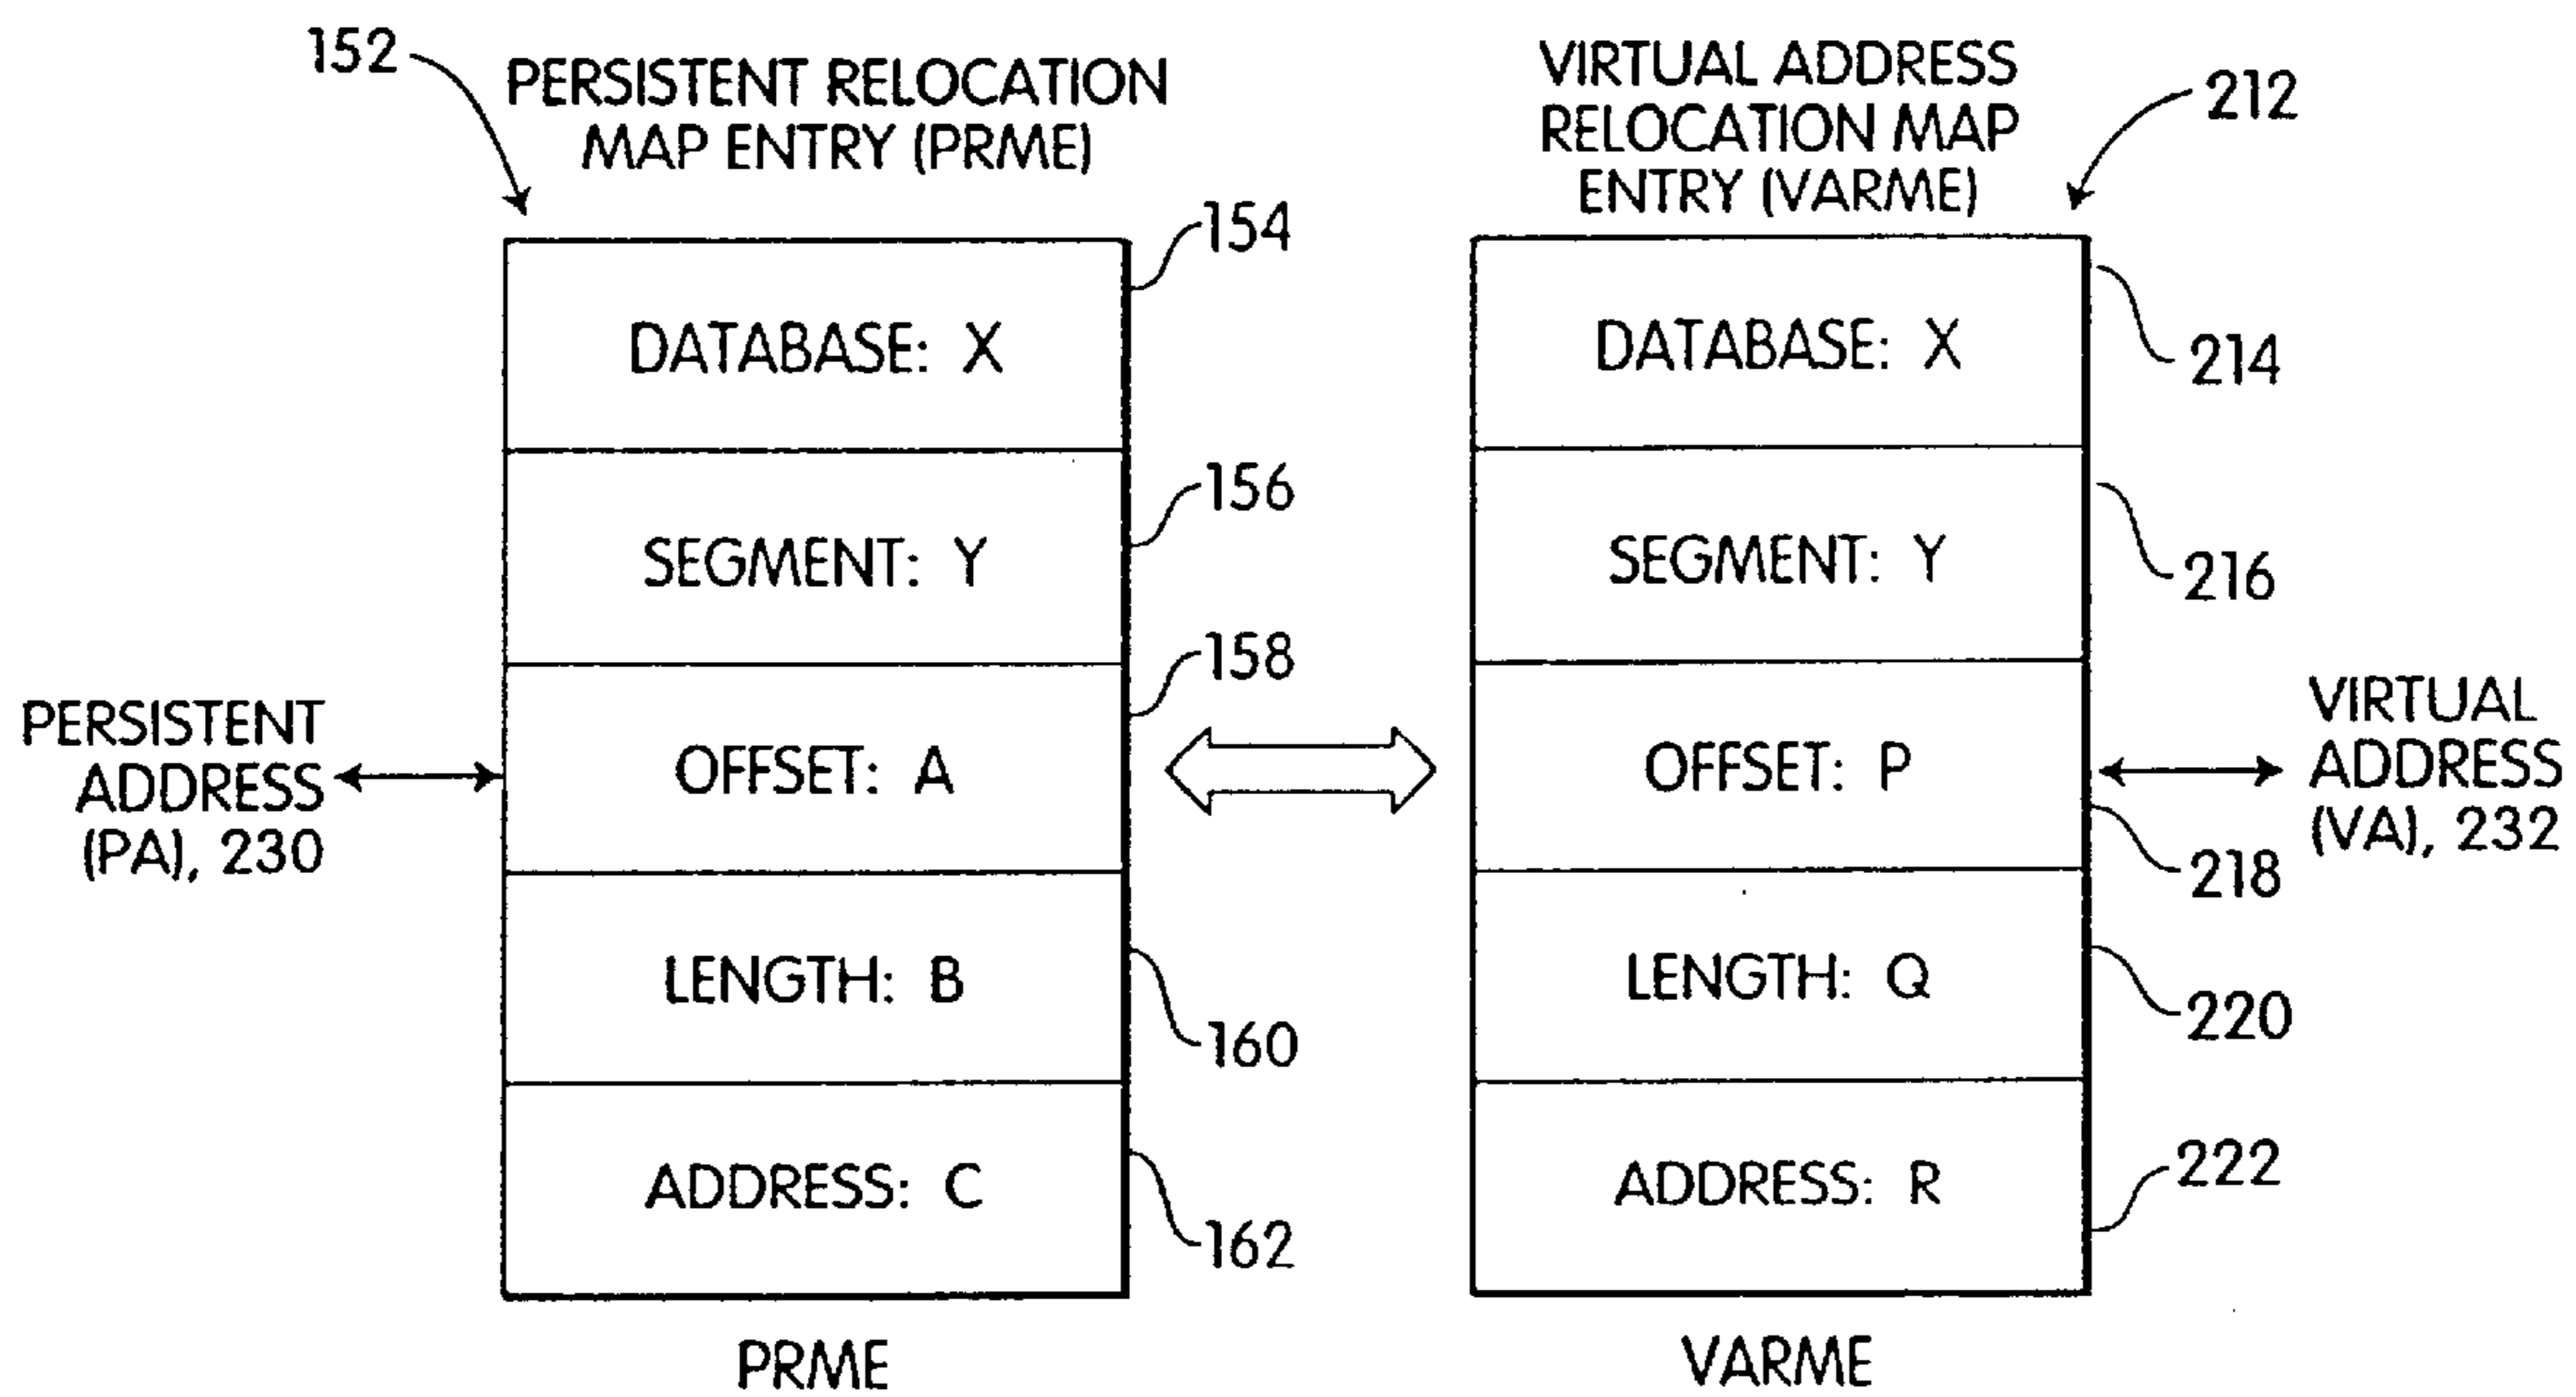 152
PERSISTENT RELOCATION
MAP ENTRY (PRME)
VIRTUAL ADDRESS
RELOCATION MAP
ENTRY (VARME)
212
154
DATABASE: X
DATABASE: X
214
156
SEGMENT: Y
SEGMENT: Y
216
158
PERSISTENT
ADDRESS
(PA), 230
OFFSET: A
OFFSET: P
VIRTUAL
ADDRESS
(VA), 232
218
LENGTH: B
LENGTH: Q
160
220
ADDRESS: C
ADDRESS: R
162
222
PRME
VARME